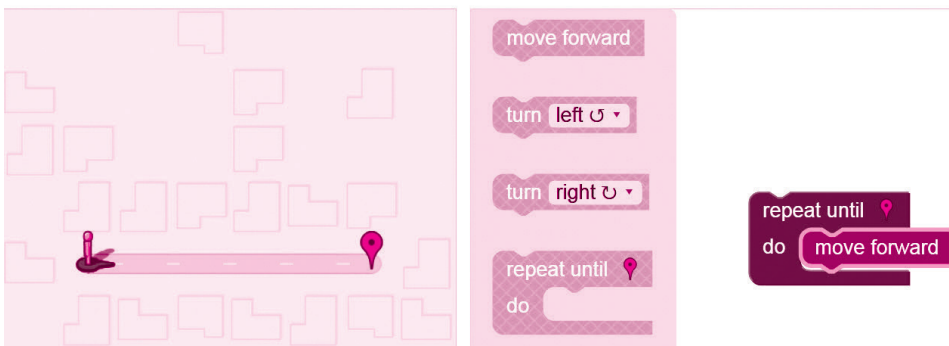 move forward
turn left
turn right
repeat until
do
repeat until
do move forward